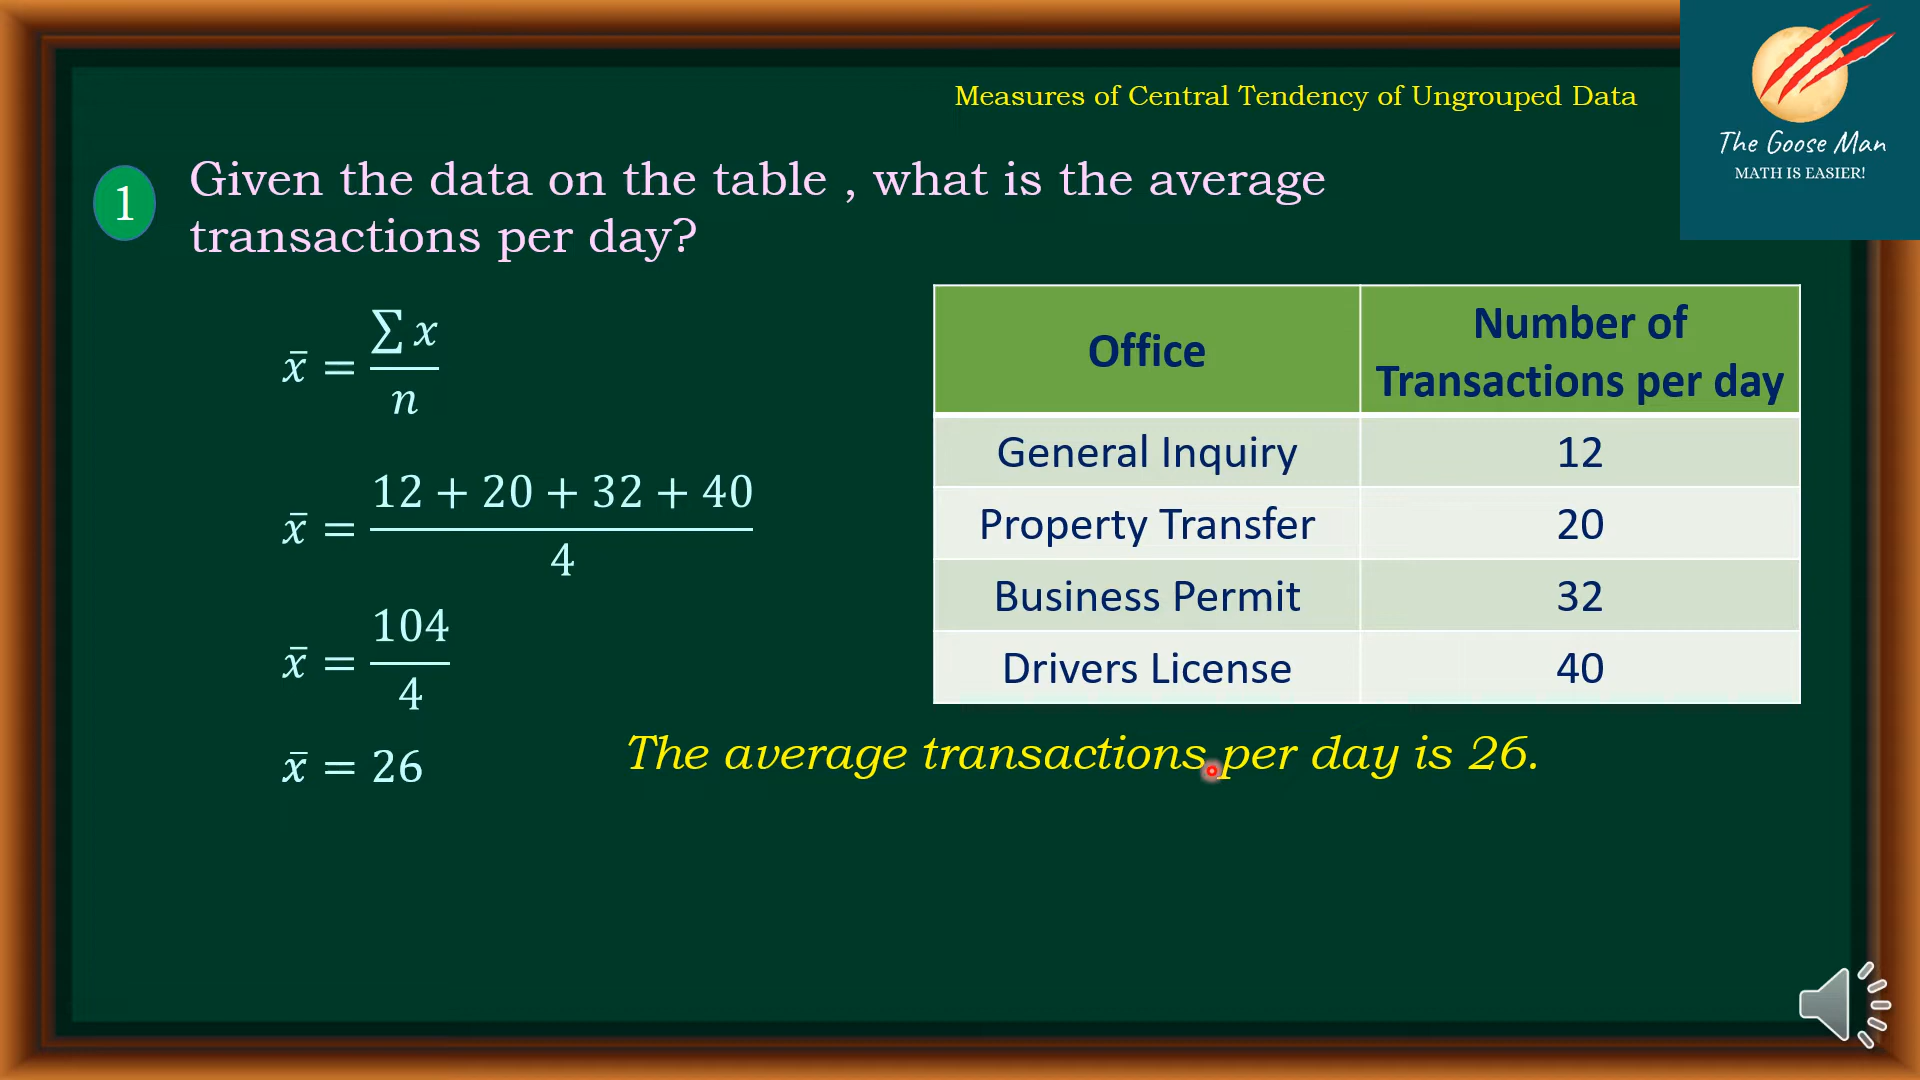 Measures of Central Tendency of Ungrouped Data
The Goose Man
MATH IS EASIER!
1
Given the data on the table , what is the average
transactions per day?
x̄ = ∑ x / n
x̄ = 12 + 20 + 32 + 40 / 4
x̄ = 104 / 4
x̄ = 26
Office Number of Transactions per day
General Inquiry 12
Property Transfer 20
Business Permit 32
Drivers License 40
The average transactions per day is 26.